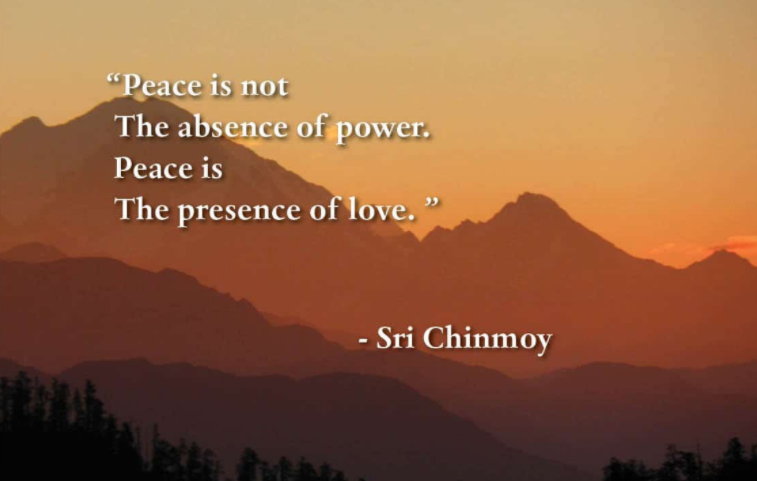 “Peace is not
The absence of power.
Peace is
The presence of love. ”
- Sri Chinmoy